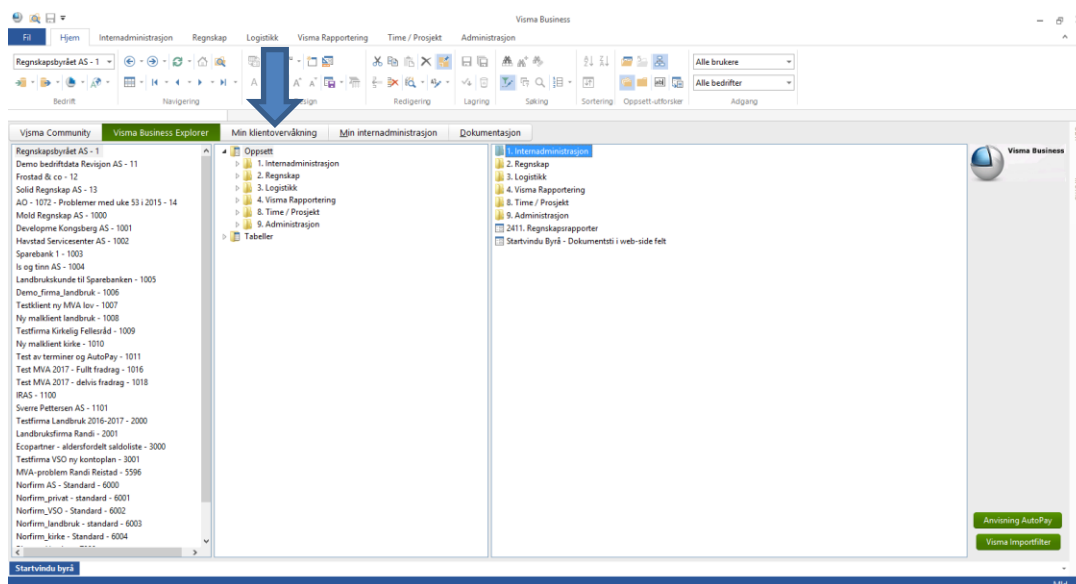 Visma Business
Fil Hjem Internadministrasjon Regnskap Logistikk Visma Rapportering Time / Prosjekt Administrasjon
Regnskapsbyrået AS - 1
Alle brukere
Alle bedrifter
Bedrift Navigering Redigering Lagring Søking Sortering Oppsett-utforsker Adgang
Visma Community Visma Business Explorer Min klientovervåkning Min internadministrasjon Dokumentasjon
Regnskapsbyrået AS - 1
Demo bedriftdata Revisjon AS - 11
Frostad & co - 12
Solid Regnskap AS - 13
AO - 1072 - Problemer med uke 53 i 2015 - 14
Mold Regnskap AS - 1000
Developme Kongsberg AS - 1001
Havstad Servicesenter AS - 1002
Sparebank 1 - 1003
Is og tinn AS - 1004
Landbrukskunde til Sparebanken - 1005
Demo_firma_landbruk - 1006
Testklient ny MVA lov - 1007
Ny malklient landbruk - 1008
Testfirma Kirkelig Fellesråd - 1009
Ny malklient kirke - 1010
Test av terminer og AutoPay - 1011
Test MVA 2017 - Fullt fradrag - 1016
Test MVA 2017 - delvis fradrag - 1018
IRAS - 1100
Sverre Pettersen AS - 1101
Testfirma Landbruk 2016-2017 - 2000
Landbruksfirma Randi - 2001
Ecopartner - aldersfordelt saldoliste - 3000
Testfirma VSO ny kontoplan - 3001
MVA-problem Randi Reistad - 5596
Norfirm AS - Standard - 6000
Norfirm_privat - standard - 6001
Norfirm_VSO - Standard - 6002
Norfirm_landbruk - standard - 6003
Norfirm_kirke - Standard - 6004
Oppsett
1. Internadministrasjon
2. Regnskap
3. Logistikk
4. Visma Rapportering
8. Time / Prosjekt
9. Administrasjon
Tabeller
1. Internadministrasjon
2. Regnskap
3. Logistikk
4. Visma Rapportering
8. Time / Prosjekt
9. Administrasjon
2411. Regnskapsrapporter
Startvindu Byrå - Dokumentsti i web-side felt
Visma Business
Anvisning AutoPay
Visma Importfilter
Startvindu byrå